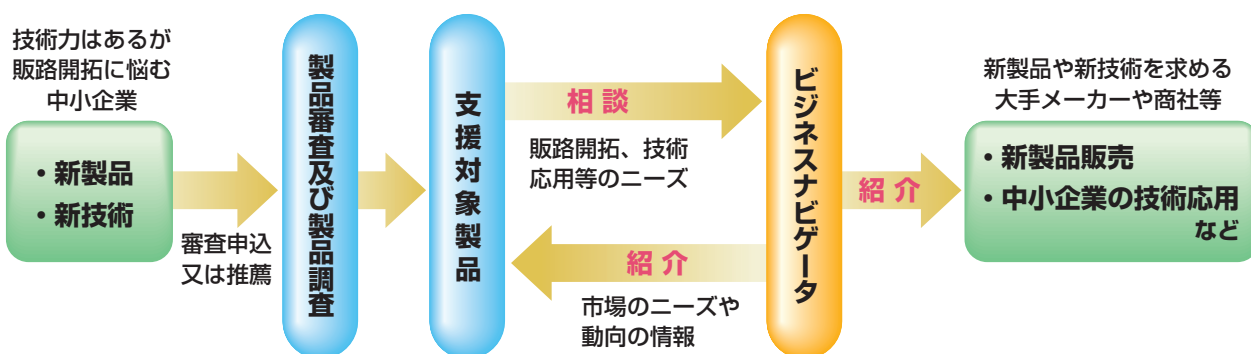 技術力はあるが
販路開拓に悩む
中小企業
・新製品
・新技術
審査申込
又は推薦
製品審査及び製品調査
支援対象製品
相談
販路開拓、技術
応用等のニーズ
紹介
市場のニーズや
動向の情報
ビジネスナビゲータ
紹介
新製品や新技術を求める
大手メーカーや商社等
・新製品販売
・中小企業の技術応用
など